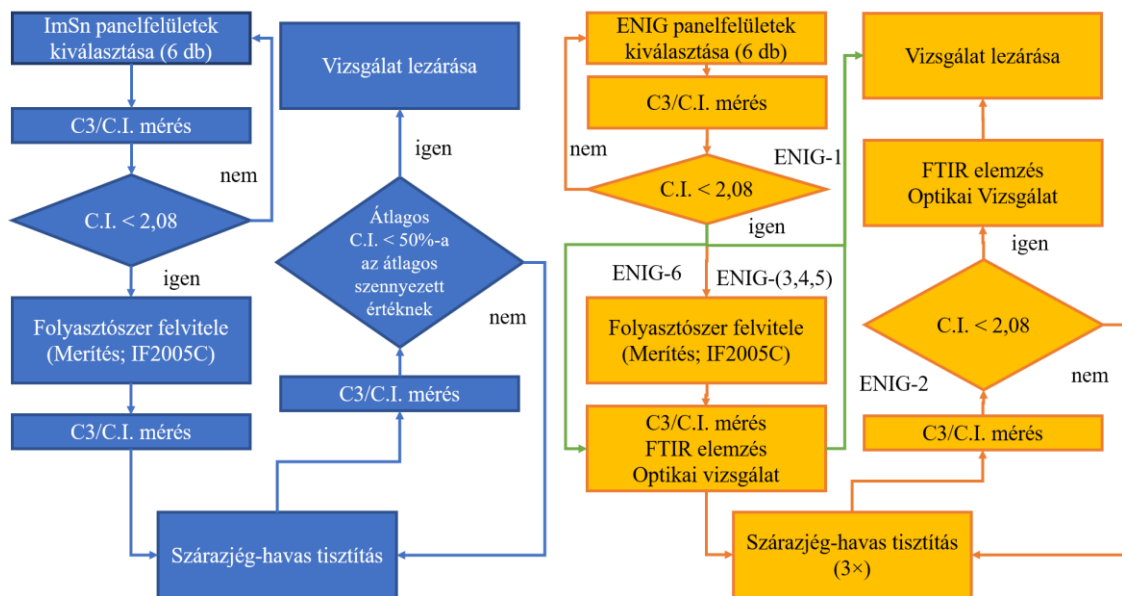 ImSn panelfelületek
kiválasztása (6 db)
C3/C.I. mérés
nem
C.I. < 2,08
igen
Folyasztószer felvitele
(Merítés; IF2005C)
C3/C.I. mérés
Szárazjég-havas tisztítás
C3/C.I. mérés
Átlagos
C.I. < 50%-a
az átlagos
szennyezett
értéknek
nem
igen
Vizsgálat lezárása
ENIG panelfelületek
kiválasztása (6 db)
C3/C.I. mérés
nem
C.I. < 2,08
ENIG-1
igen
ENIG-6
ENIG-(3,4,5)
Folyasztószer felvitele
(Merítés; IF2005C)
C3/C.I. mérés
FTIR elemzés
Optikai vizsgálat
Szárazjég-havas tisztítás
(3×)
C3/C.I. mérés
ENIG-2
nem
C.I. < 2,08
igen
FTIR elemzés
Optikai Vizsgálat
Vizsgálat lezárása